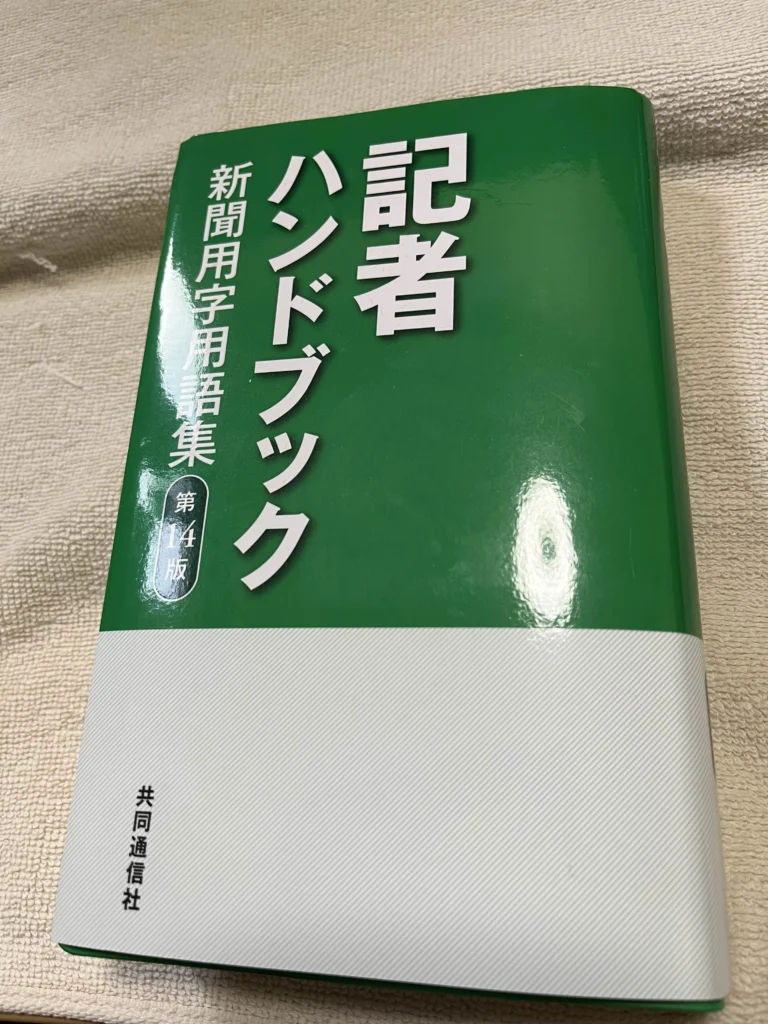 記者
ハンドブック
新聞用字用語集
第14版
共同通信社